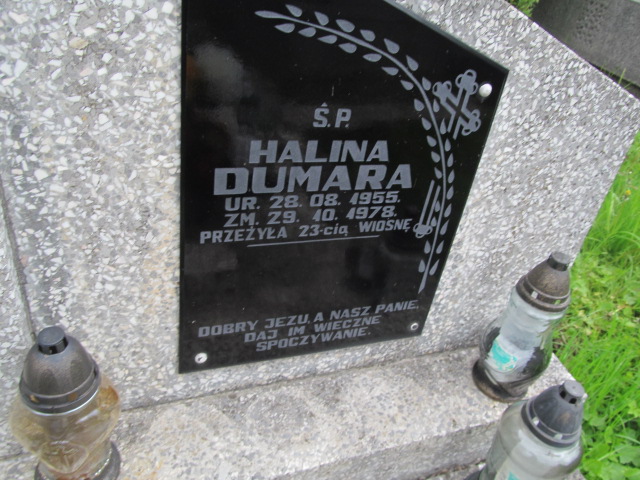 Ś.P.
HALINA
DUMARA
UR. 28. 08. 1955.
ZM. 29. 10. 1978.
PRZEŻYŁA 23-cią WIOSNĘ
DOBRY JEZU, A NASZ PANIE,
DAJ IM WIECZNE
SPOCZYWANIE.